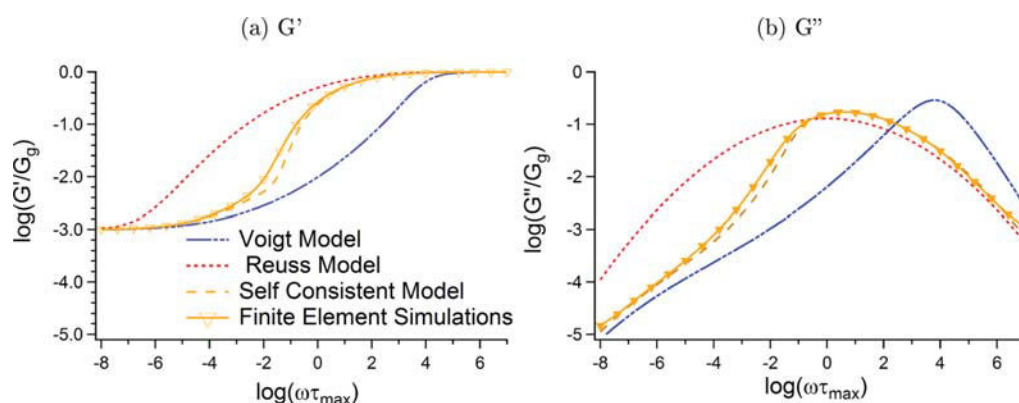 (a) G’
(b) G”
0.0
-1.0
-2.0
-3.0
-4.0
-5.0
log(G'/Gg)
Voigt Model
Reuss Model
Self Consistent Model
Finite Element Simulations
-8 -6 -4 -2 0 2 4 6
log(ωτmax)
0
-1
-2
-3
-4
-5
log(G''/Gg)
-8 -6 -4 -2 0 2 4 6
log(ωτmax)